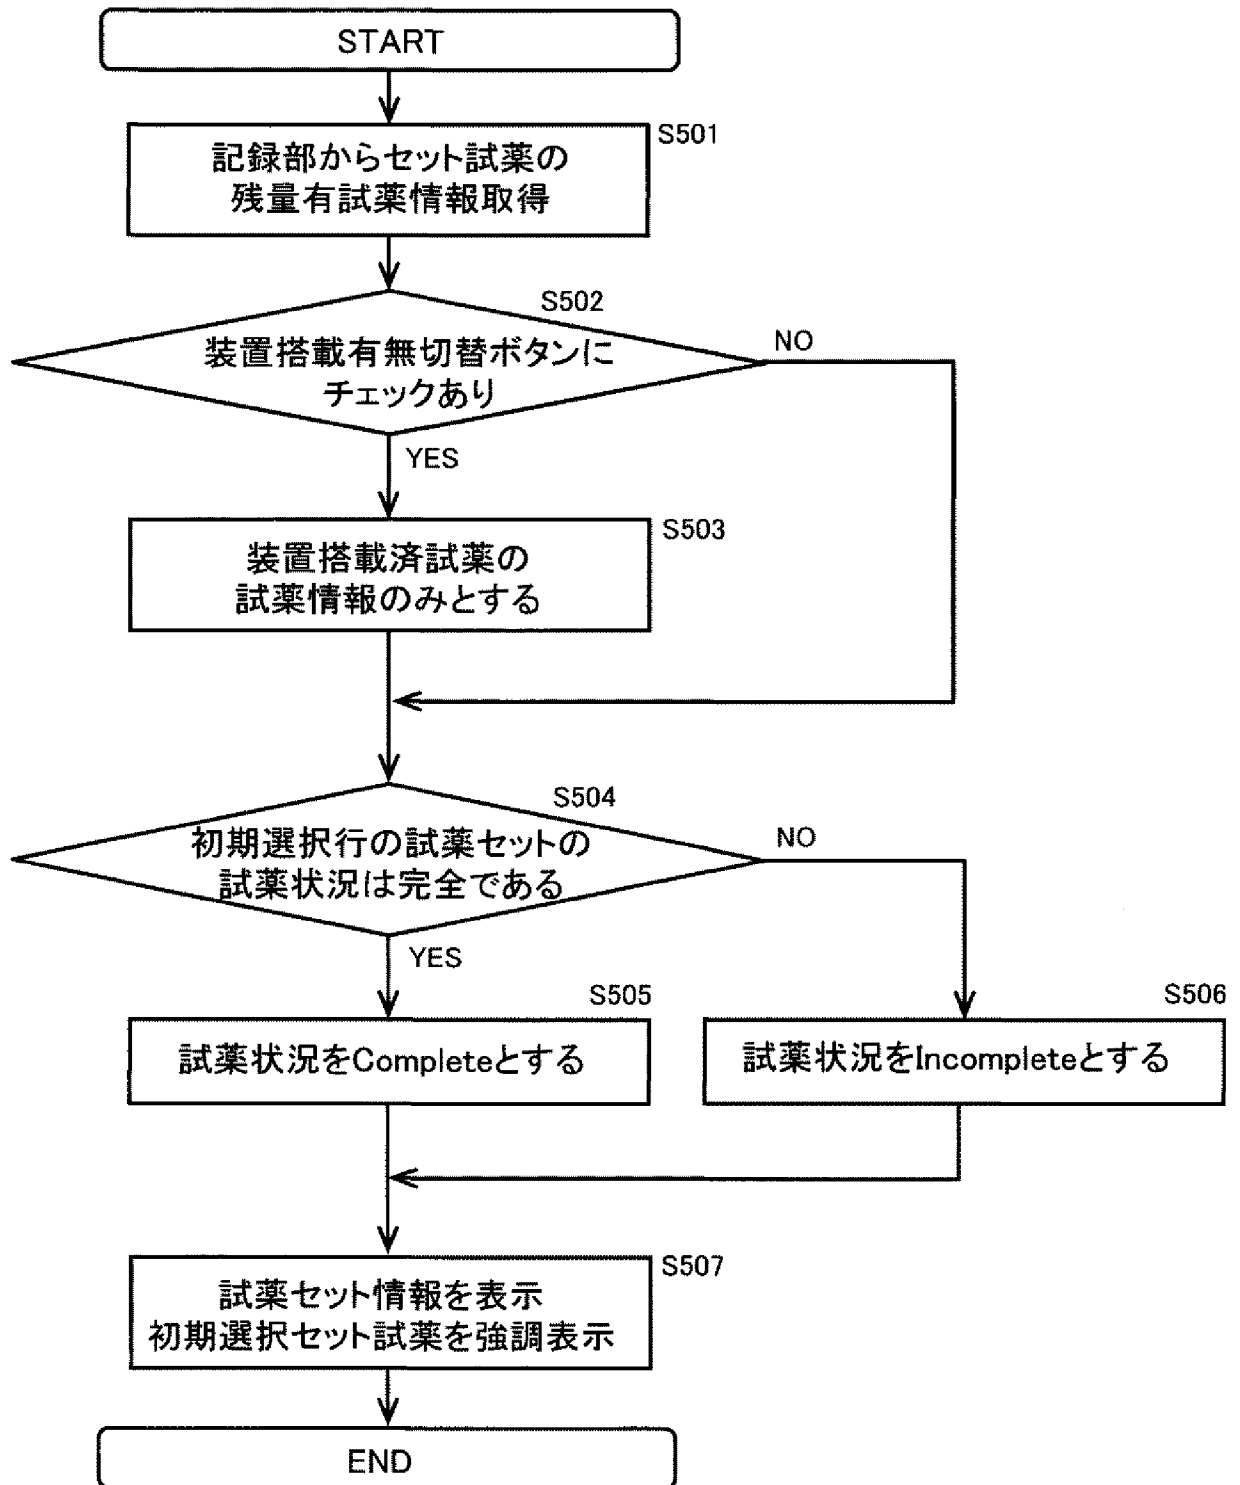 START
S501
記録部からセット試薬の
残量有試薬情報取得
S502
装置搭載有無切替ボタンに
チェックあり
NO
YES
S503
装置搭載済試薬の
試薬情報のみとする
S504
初期選択行の試薬セットの
試薬状況は完全である
NO
YES
S505
試薬状況をCompleteとする
S506
試薬状況をIncompleteとする
S507
試薬セット情報を表示
初期選択セット試薬を強調表示
END